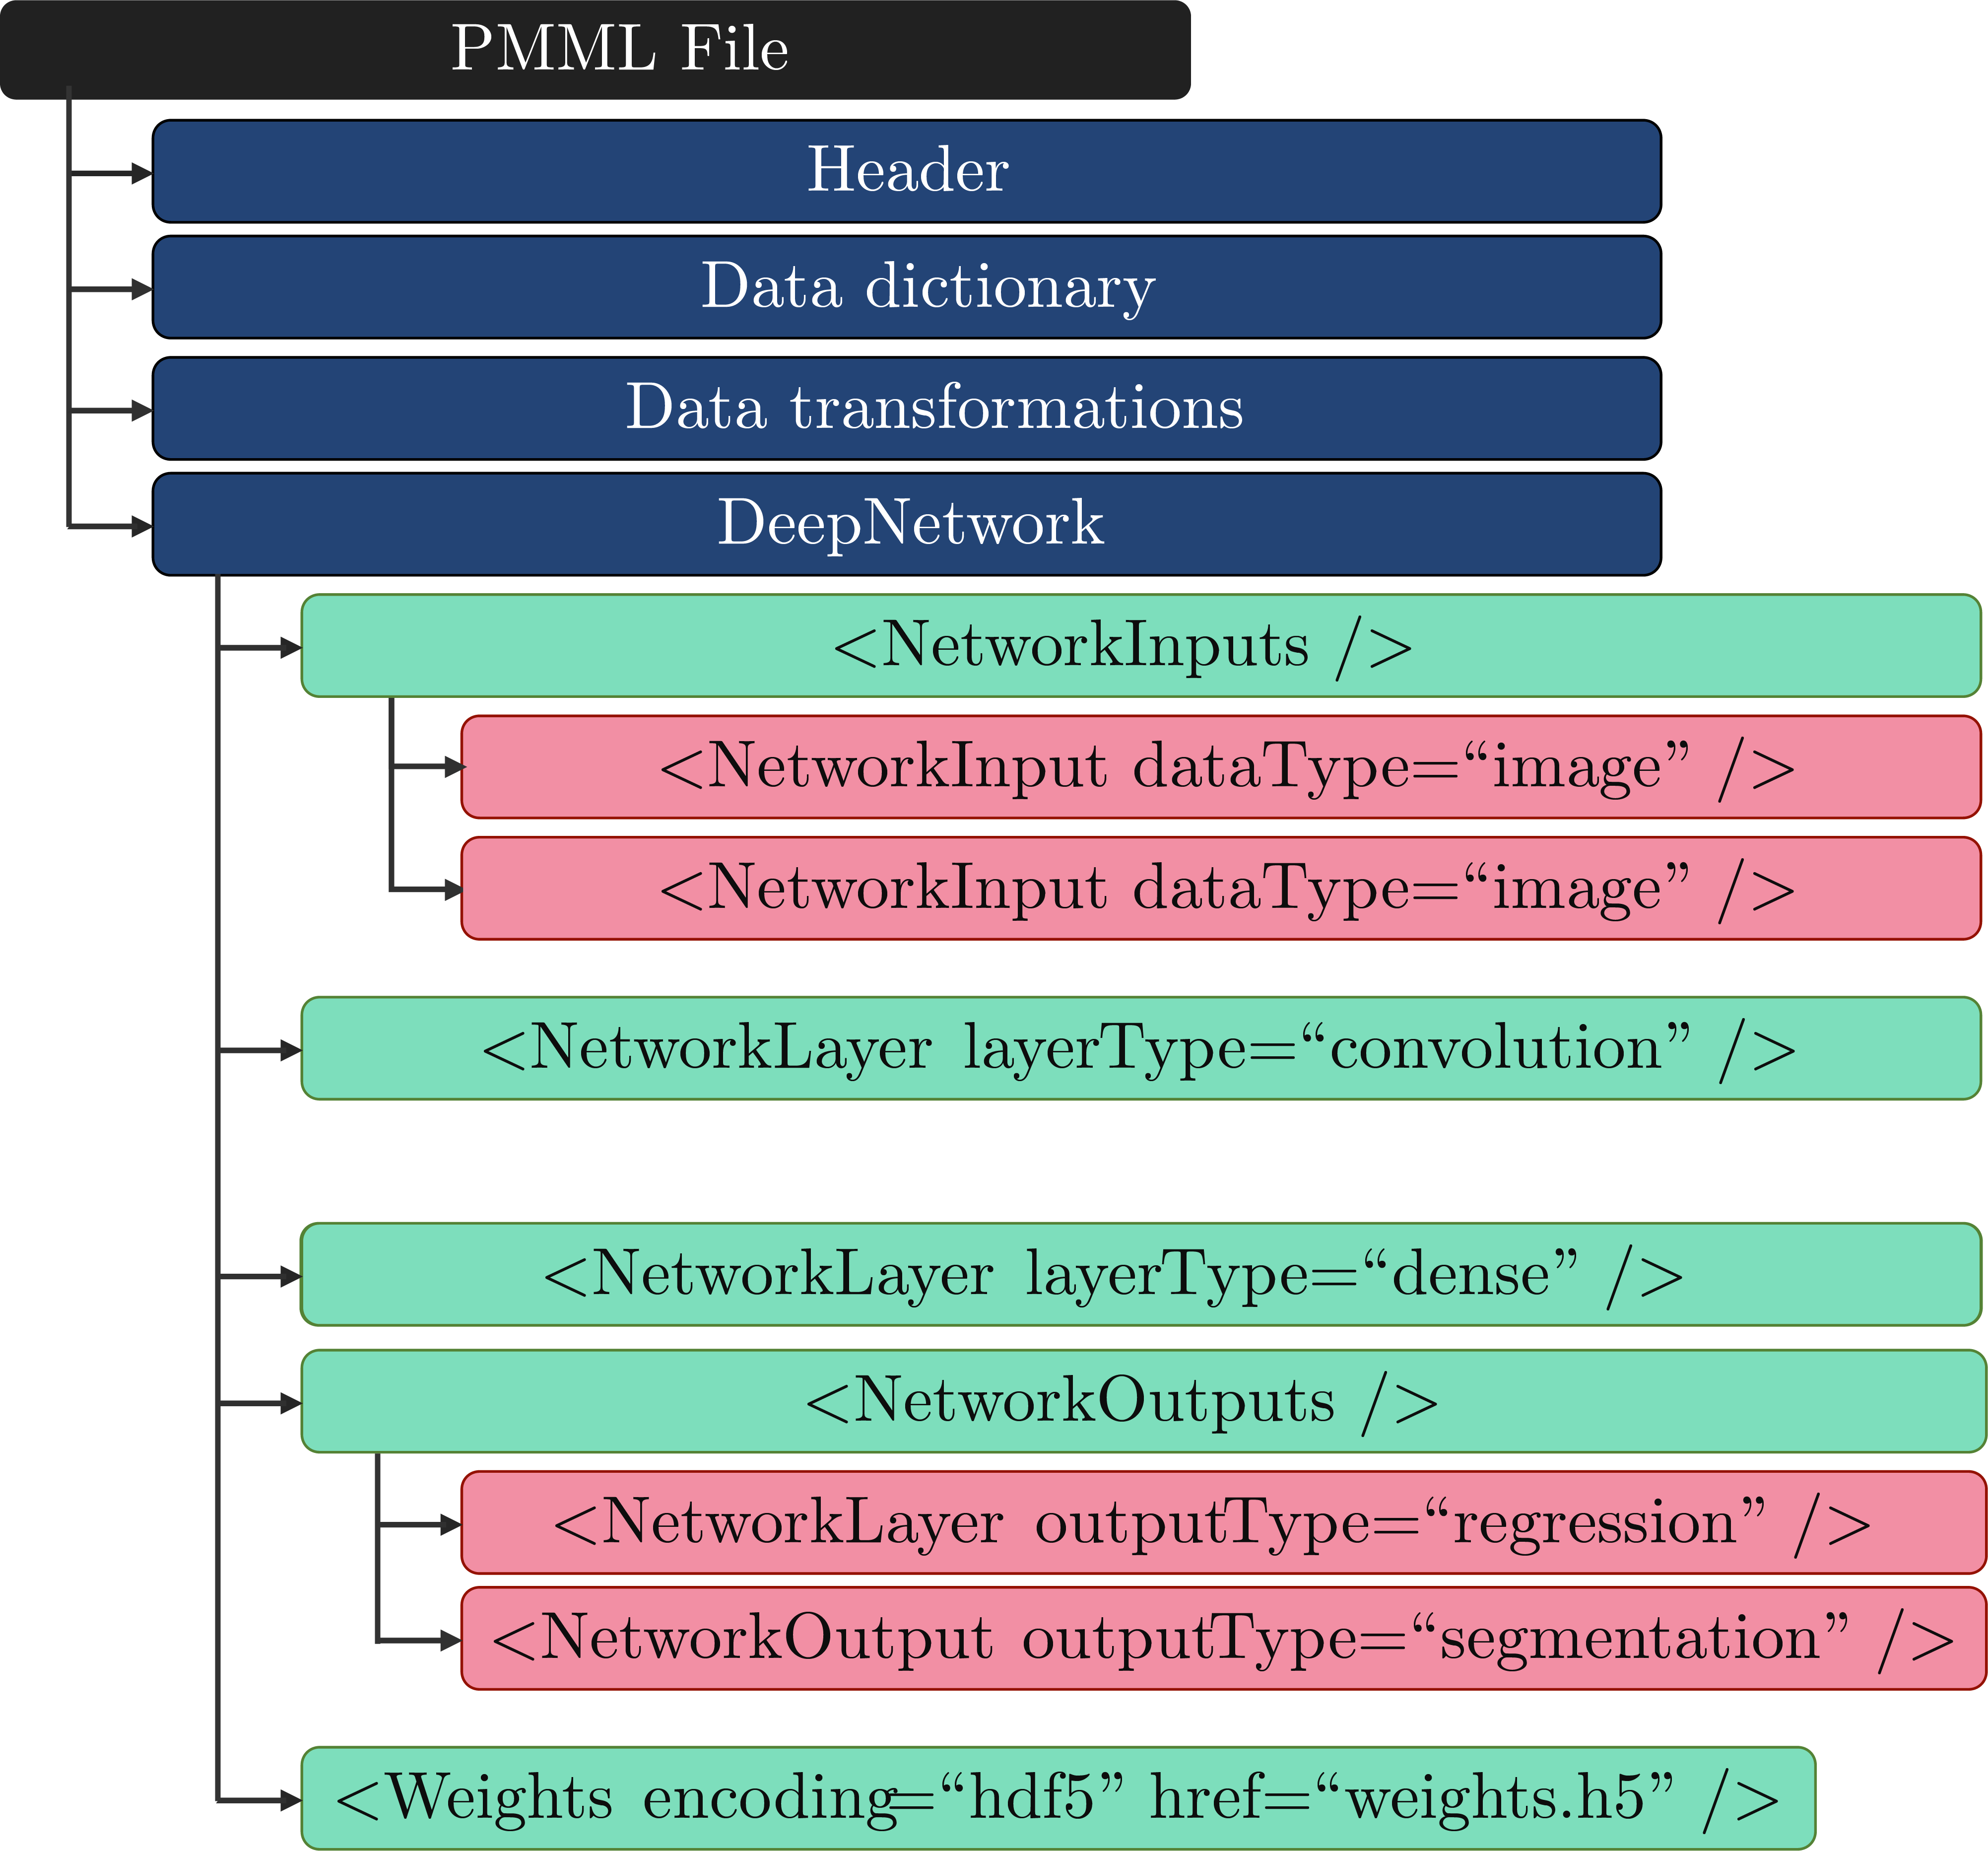 PMML File
Header
Data dictionary
Data transformations
DeepNetwork
<NetworkInputs />
<NetworkInput dataType=“image” />
<NetworkInput dataType=“image” />
<NetworkLayer layerType=“convolution” />
<NetworkLayer layerType=“dense” />
<NetworkOutputs />
<NetworkLayer outputType=“regression” />
<NetworkOutput outputType=“segmentation” />
<Weights encoding=“hdf5” href=“weights.h5” />